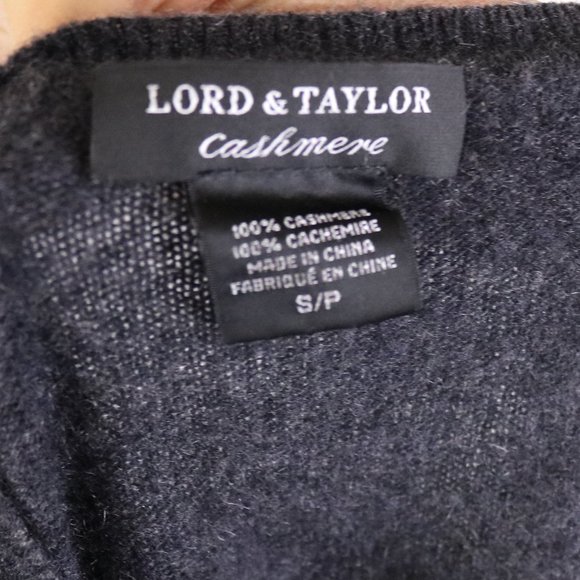 LORD & TAYLOR
Cashmere
100% CASHMERE
100% CACHEMIRE
MADE IN CHINA
FABRIQUÉ EN CHINE
S/P